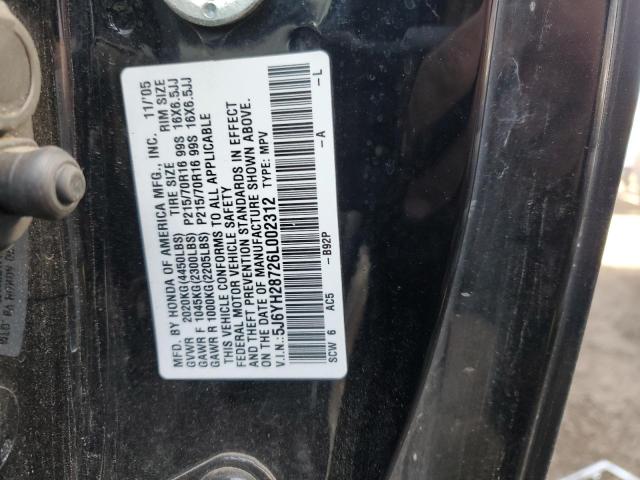 MFD. BY HONDA OF AMERICA MFG., INC. 11/'05
TIRE SIZE RIM SIZE
GVWR 2020KG(4450LBS)
GAWR F 1045KG(2300LBS) P215/70R16 99S 16X6.5JJ
GAWR R 1000KG(2205LBS) P215/70R16 99S 16X6.5JJ
THIS VEHICLE CONFORMS TO ALL APPLICABLE
FEDERAL MOTOR VEHICLE SAFETY
AND THEFT PREVENTION STANDARDS IN EFFECT
ON THE DATE OF MANUFACTURE SHOWN ABOVE.
V.I.N.: 5J6YH28726L002312 TYPE: MPV
SCW 6 AC5 -B92P -A -L